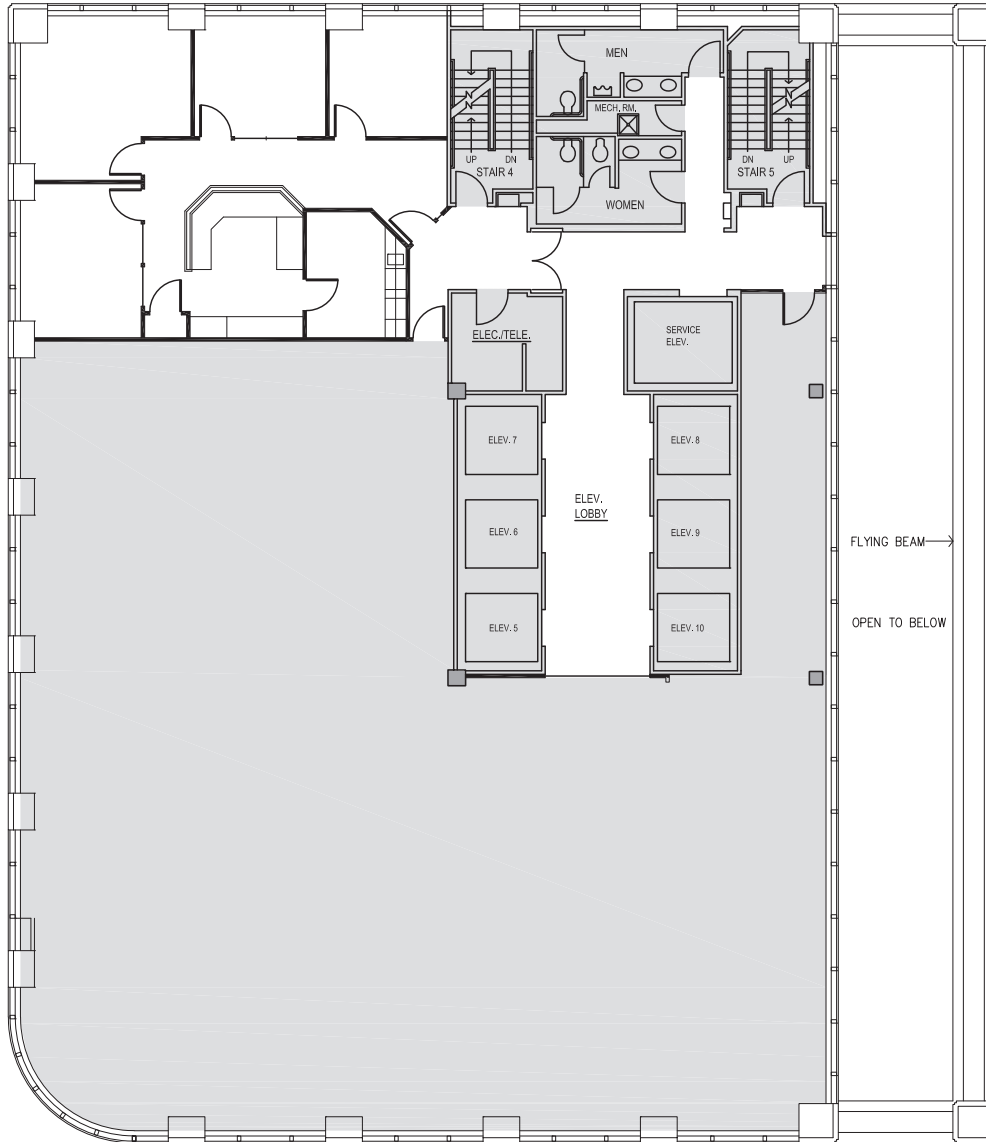 MEN
MECH. RM.
UP
DN
STAIR 4
DN
UP
STAIR 5
WOMEN
ELEC./TELE.
SERVICE
ELEV.
ELEV. 7
ELEV. 8
ELEV.
LOBBY
ELEV. 6
ELEV. 9
FLYING BEAM
OPEN TO BELOW
ELEV. 5
ELEV. 10